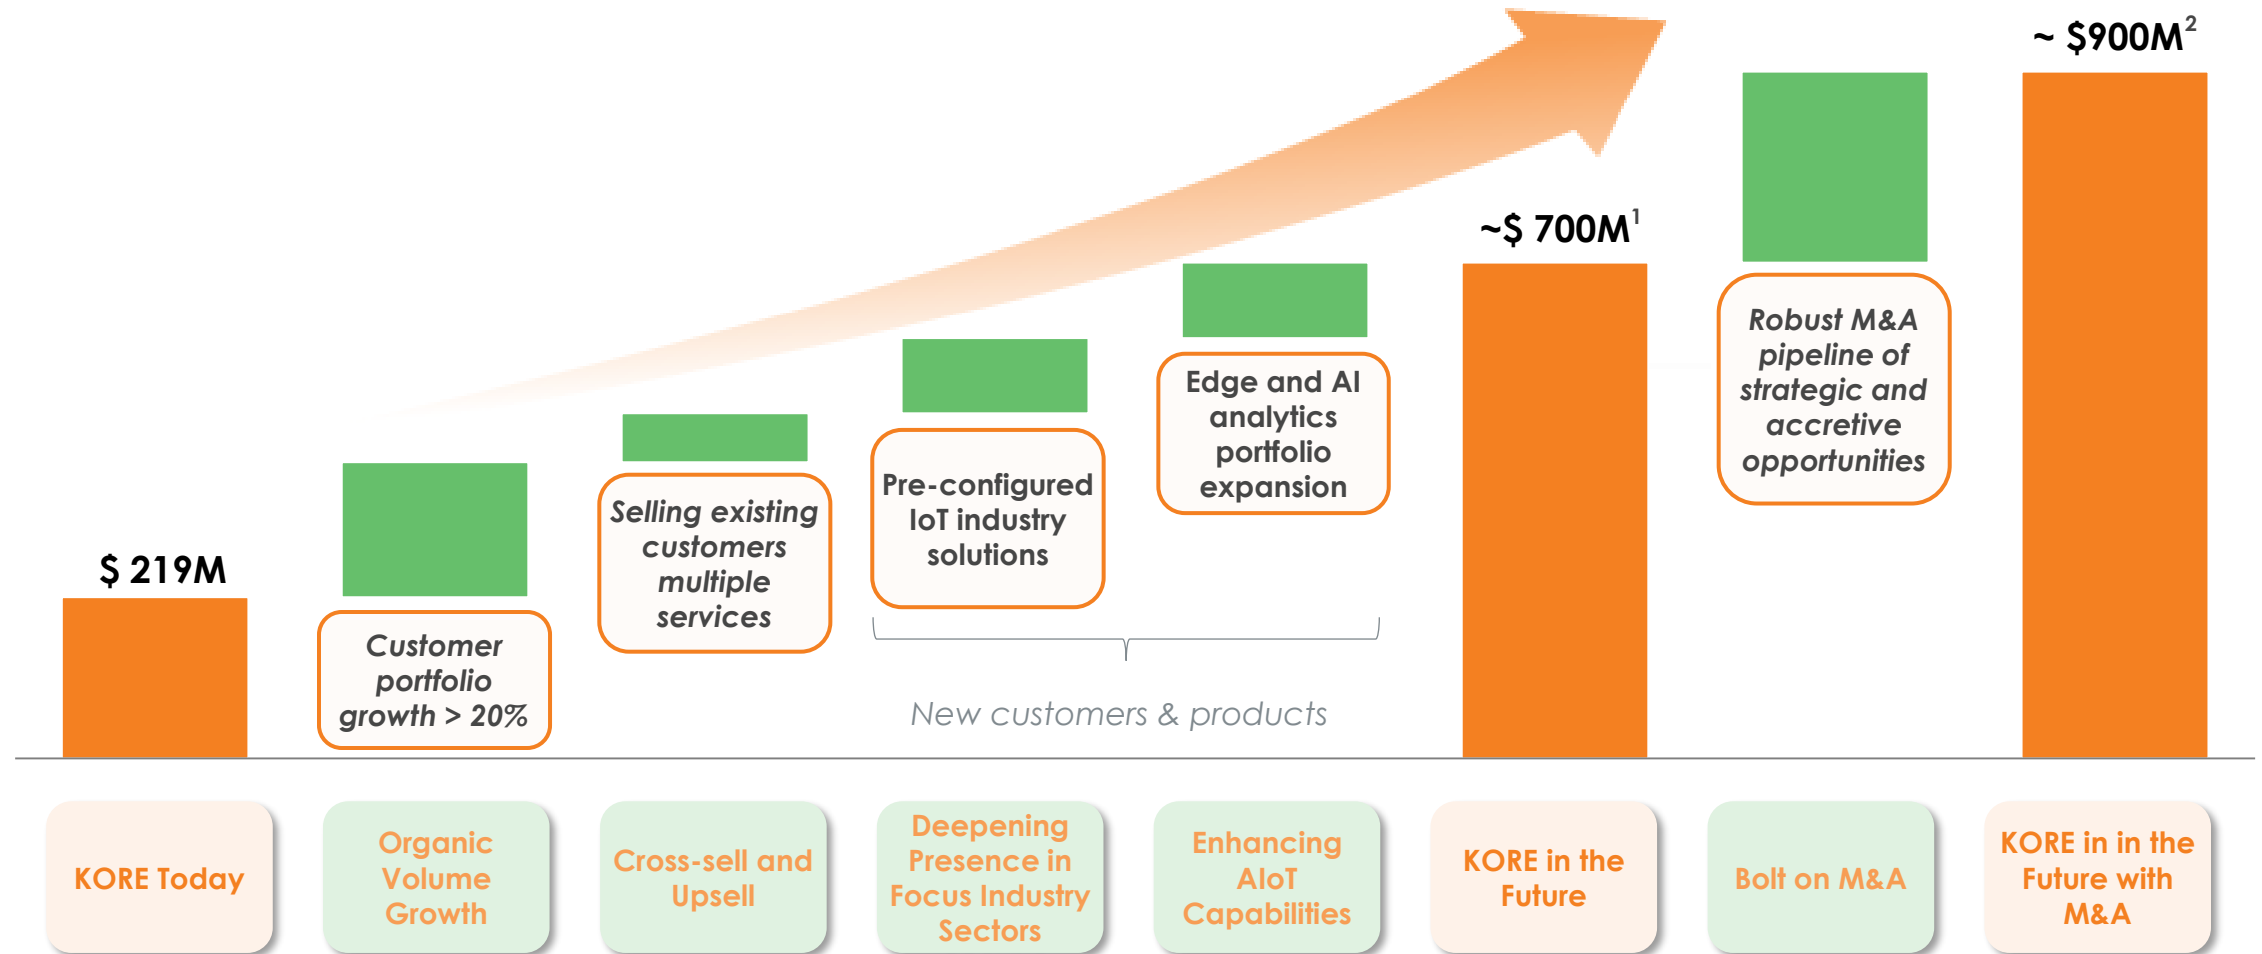 ~ $900M2
~$ 700M1
$ 219M
Customer
portfolio
growth > 20%
Selling existing
customers
multiple
services
Pre-configured
IoT industry
solutions
Edge and AI
analytics
portfolio
expansion
New customers & products
Robust M&A
pipeline of
strategic and
accretive
opportunities
KORE Today
Organic
Volume
Growth
Cross-sell and
Upsell
Deepening
Presence in
Focus Industry
Sectors
Enhancing
AIoT
Capabilities
KORE in the
Future
Bolt on M&A
KORE in in the
Future with
M&A